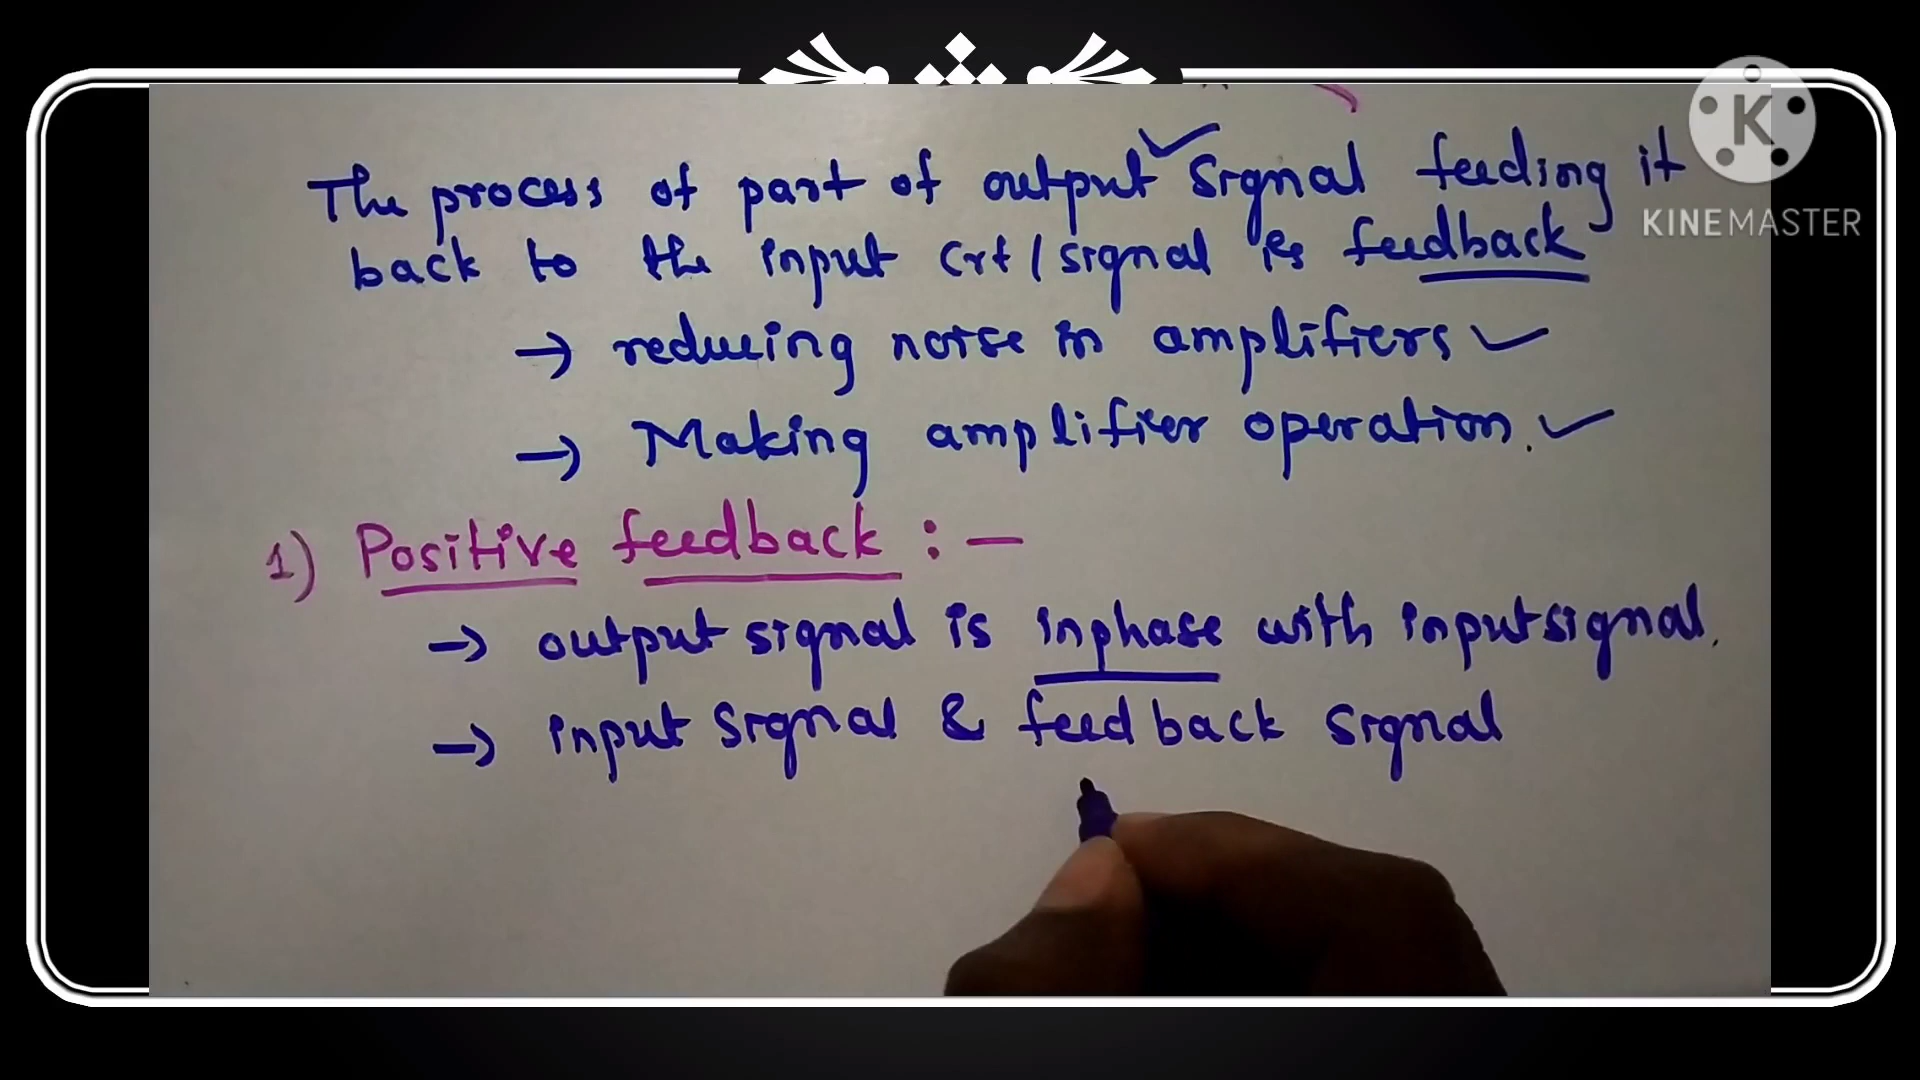 The process of part of output signal feeding it
back to the input crt/signal is feedback
→ reducing noise in amplifiers ✓
→ Making amplifier operation. ✓
1) Positive feedback : —
→ output signal is inphase with input signal.
→ input signal & feedback signal
K
KINEMASTER